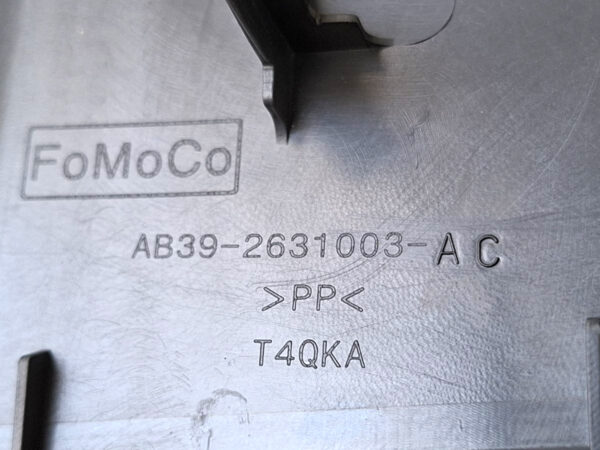 FoMoCo
AB39-2631003-AC
>PP<
T4QKA